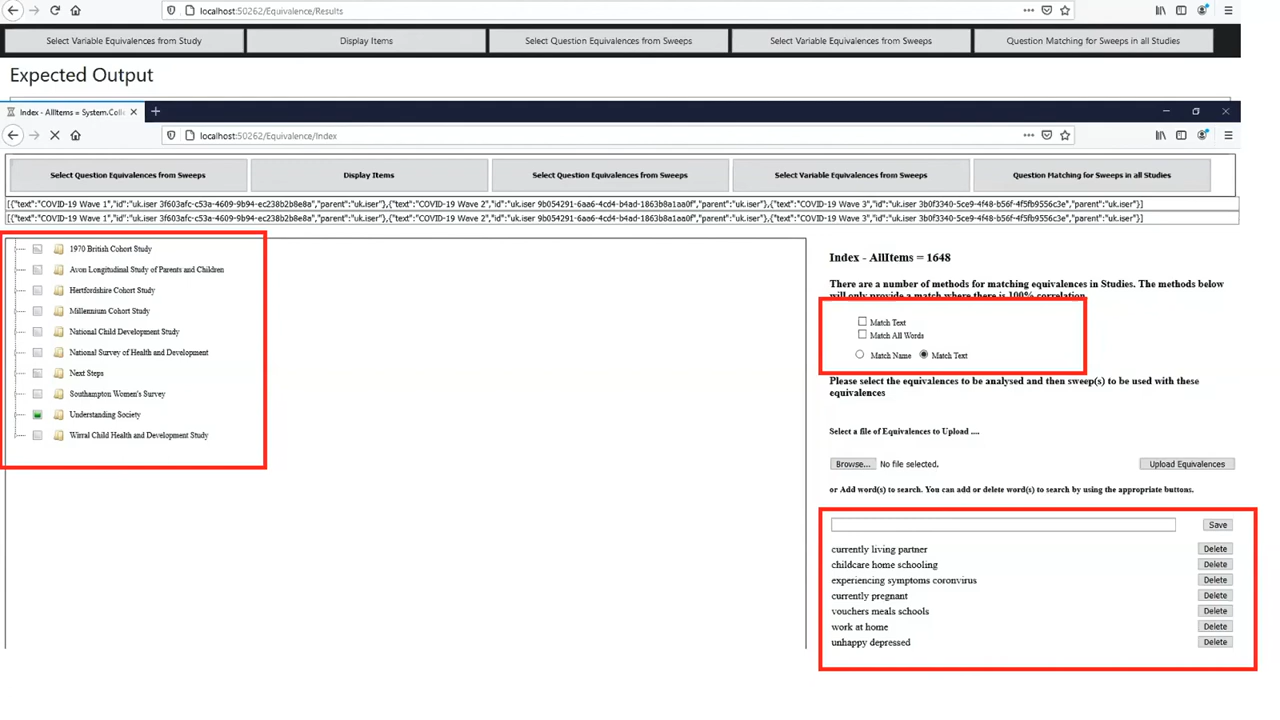 localhost:50262/Equivalence/Results
Select Variable Equivalences from Study
Display Items
Select Question Equivalences from Sweeps
Select Variable Equivalences from Sweeps
Question Matching for Sweeps in all Studies
Expected Output
Index - AllItems = System.Colle
localhost:50262/Equivalence/Index
Select Question Equivalences from Sweeps
Display Items
Select Question Equivalences from Sweeps
Select Variable Equivalences from Sweeps
Question Matching for Sweeps in all Studies
[{"text":"COVID-19 Wave 1","id":"uk.iser 3f603afc-c53a-4609-9b94-ec238b2b8e8a","parent":"uk.iser"},{"text":"COVID-19 Wave 2","id":"uk.iser 9b054291-6aa6-4cd4-b4ad-1863b8a1aa0f","parent":"uk.iser"},{"text":"COVID-19 Wave 3","id":"uk.iser 3b0f3340-5ce9-4f48-b56f-4f5fb9556c3e","parent":"uk.iser"}]
[{"text":"COVID-19 Wave 1","id":"uk.iser 3f603afc-c53a-4609-9b94-ec238b2b8e8a","parent":"uk.iser"},{"text":"COVID-19 Wave 2","id":"uk.iser 9b054291-6aa6-4cd4-b4ad-1863b8a1aa0f","parent":"uk.iser"},{"text":"COVID-19 Wave 3","id":"uk.iser 3b0f3340-5ce9-4f48-b56f-4f5fb9556c3e","parent":"uk.iser"}]
1970 British Cohort Study
Avon Longitudinal Study of Parents and Children
Hertfordshire Cohort Study
Millennium Cohort Study
National Child Development Study
National Survey of Health and Development
Next Steps
Southampton Women's Survey
Understanding Society
Wirral Child Health and Development Study
Index - AllItems = 1648
There are a number of methods for matching equivalences in Studies. The methods below
will only provide a match where there is 100% correlation.
Match Text
Match All Words
Match Name Match Text
Please select the equivalences to be analysed and then sweep(s) to be used with these
equivalences
Select a file of Equivalences to Upload ....
Browse... No file selected. Upload Equivalences
or Add word(s) to search. You can add or delete word(s) to search by using the appropriate buttons.
Save
currently living partner Delete
childcare home schooling Delete
experiencing symptoms coronvirus Delete
currently pregnant Delete
vouchers meals schools Delete
work at home Delete
unhappy depressed Delete